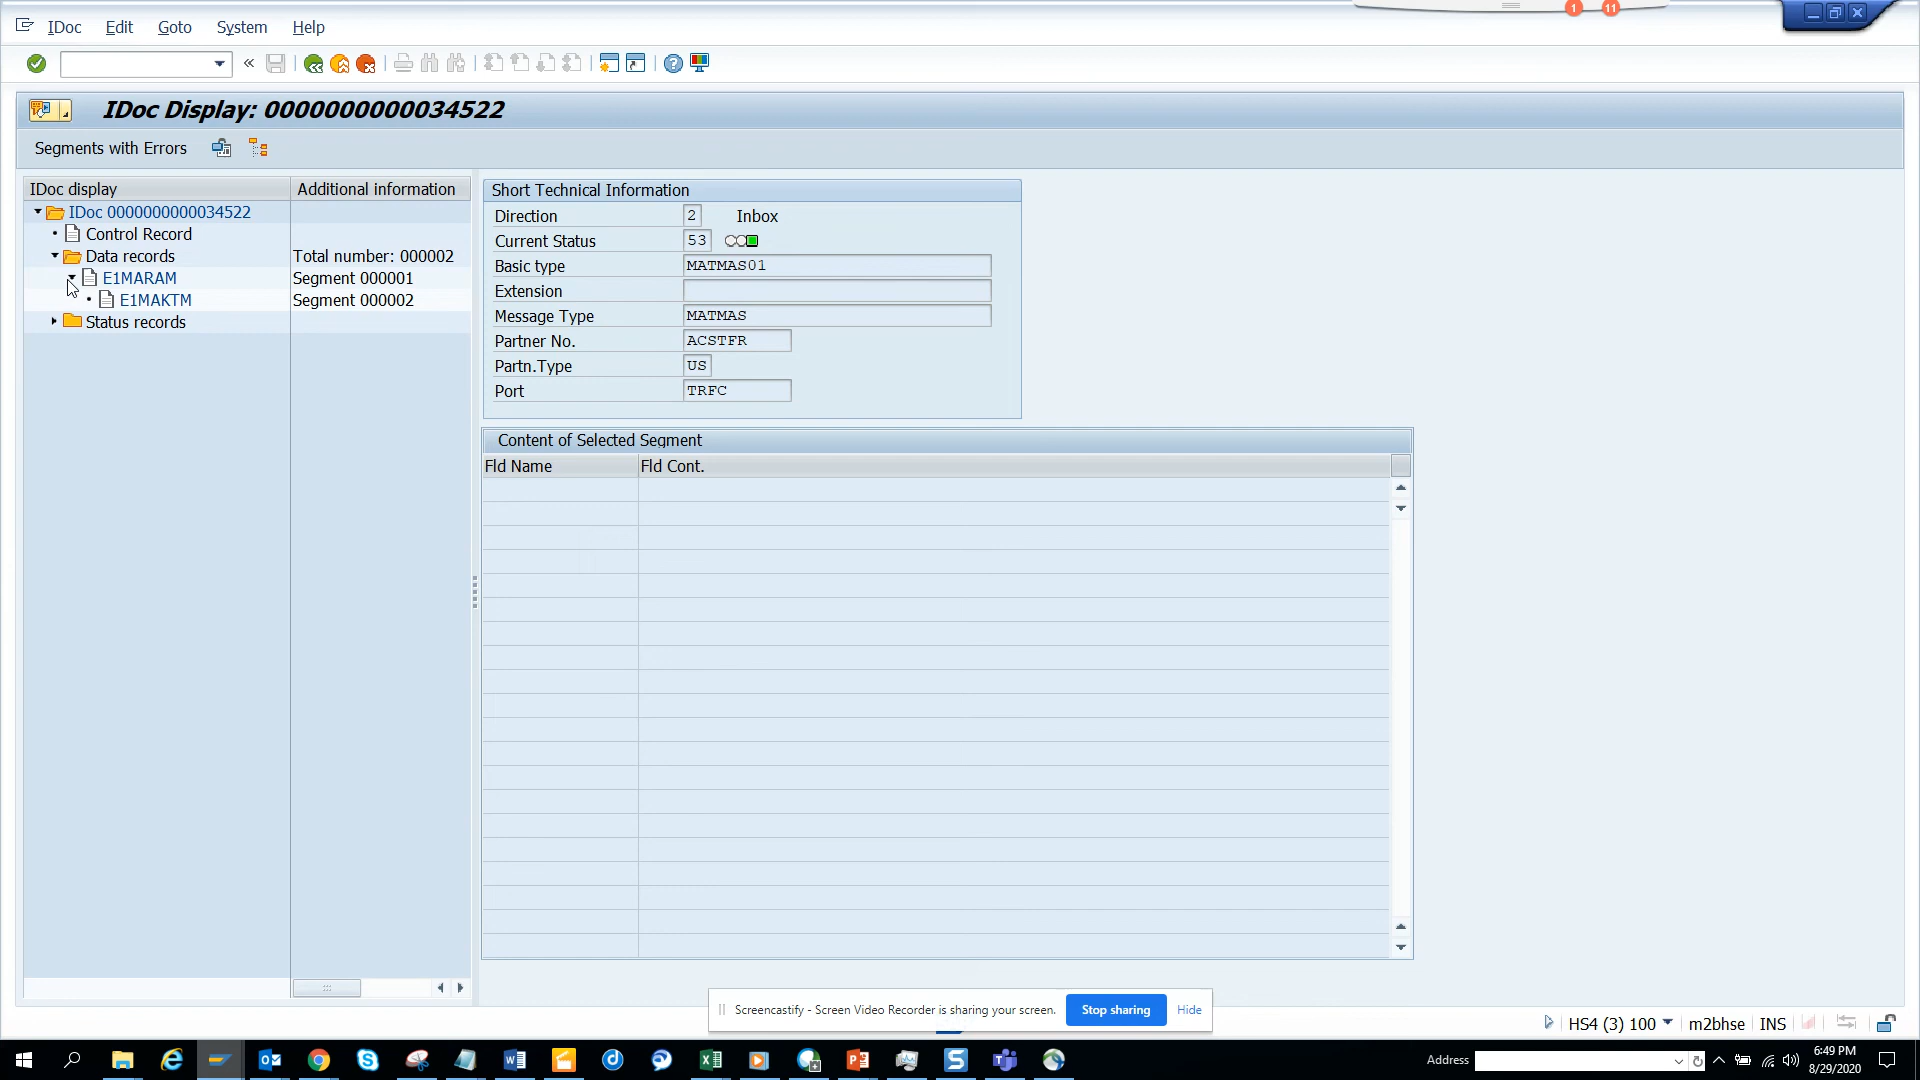 IDoc Edit Goto System Help
1 11
IDoc Display: 0000000000034522
Segments with Errors
IDoc display Additional information
IDoc 0000000000034522
Control Record
Data records Total number: 000002
E1MARAM Segment 000001
E1MAKTM Segment 000002
Status records
Short Technical Information
Direction 2 Inbox
Current Status 53
Basic type MATMAS01
Extension
Message Type MATMAS
Partner No. ACSTFR
Partn.Type US
Port TRFC
Content of Selected Segment
Fld Name Fld Cont.
Screencastify - Screen Video Recorder is sharing your screen. Stop sharing Hide
HS4 (3) 100 m2bhse INS
Address
6:49 PM
8/29/2020